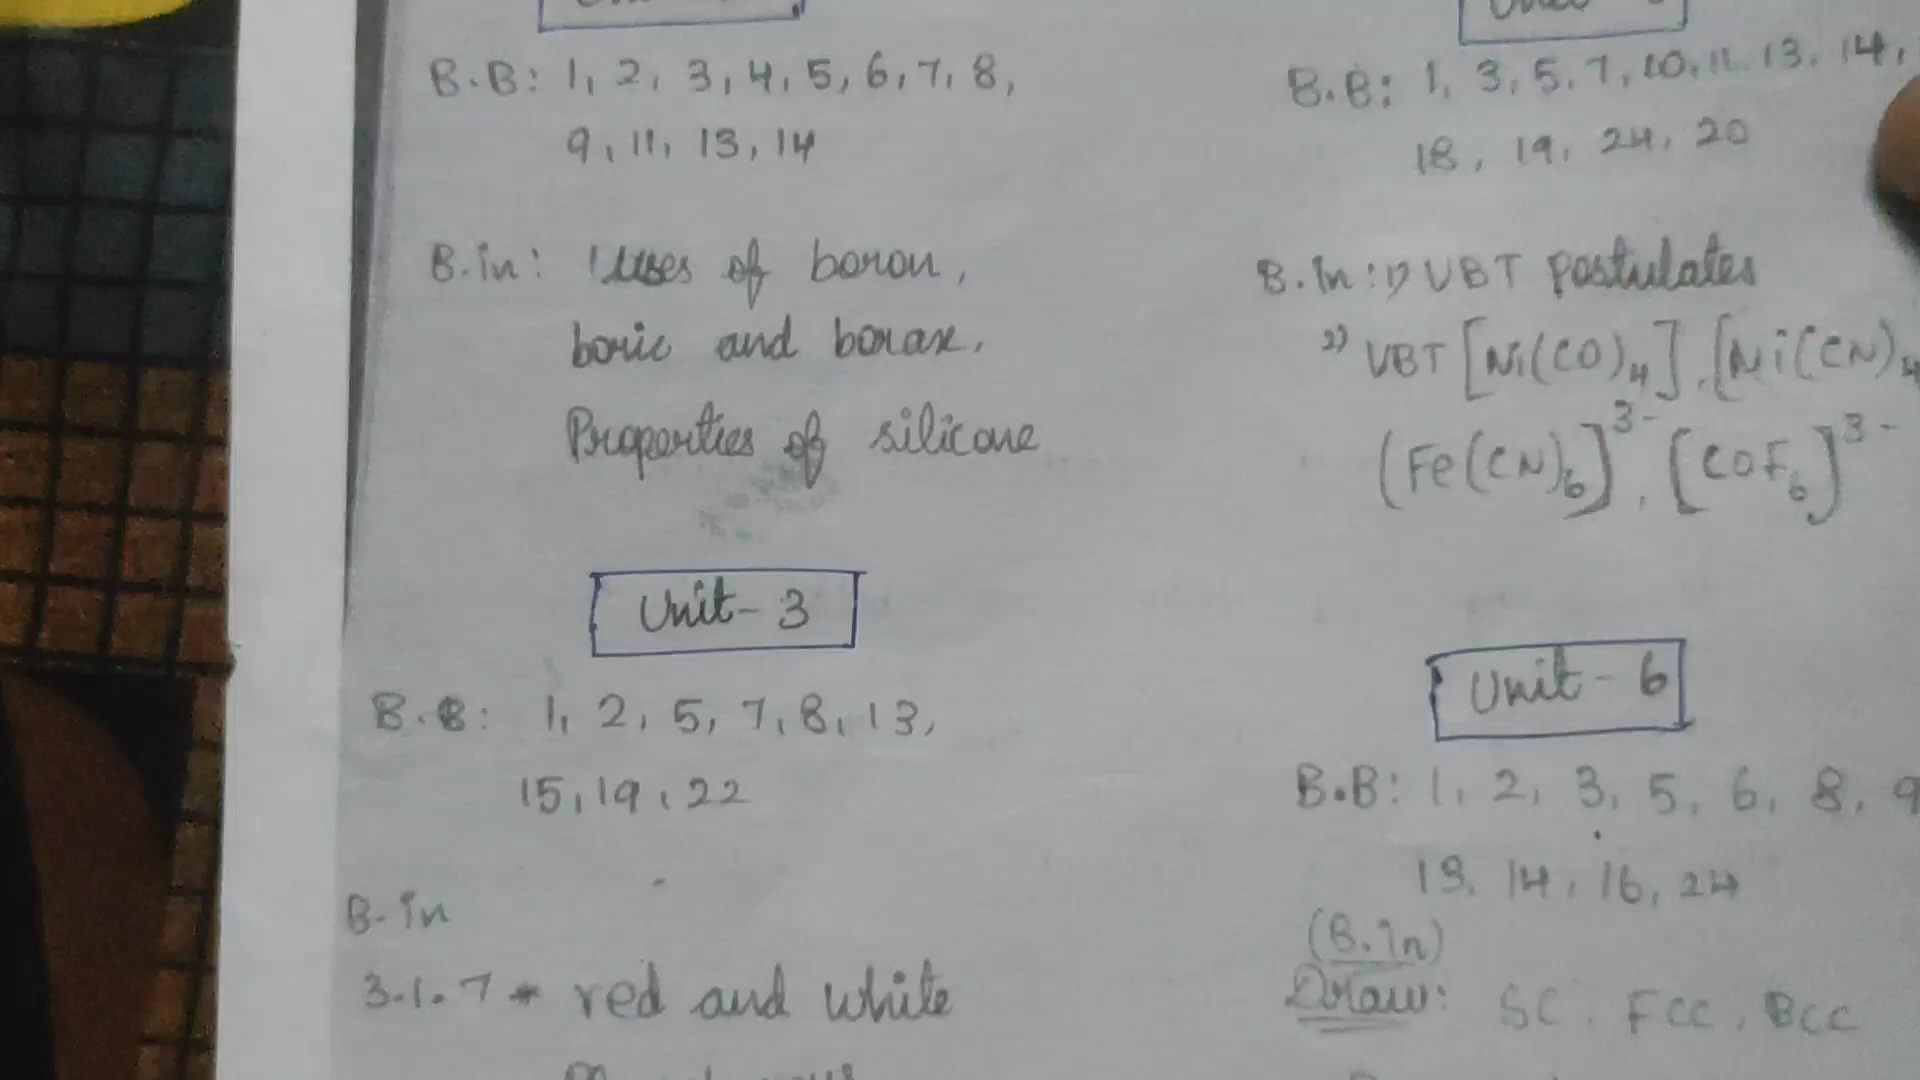 B.B: 1, 2, 3, 4, 5, 6, 7, 8,
9, 11, 13, 14
B.in: uses of boron,
boric and borax,
Properties of silicone
Unit-3
B.B: 1, 2, 5, 7, 8, 13,
15, 19, 22
B-in
3.1.7 * red and white
B.B: 1, 3, 5, 7, 10, 11, 13, 14,
18, 19, 24, 20
B.in: 1) VBT Postulates
2) VBT [Ni(CO)4], [Ni(CN)4
(Fe(CN)6]3-, [CoF6]3-
Unit-6
B.B: 1, 2, 3, 5, 6, 8, 9
13, 14, 16, 24
(B.in)
Draw: SC, FCC, BCC